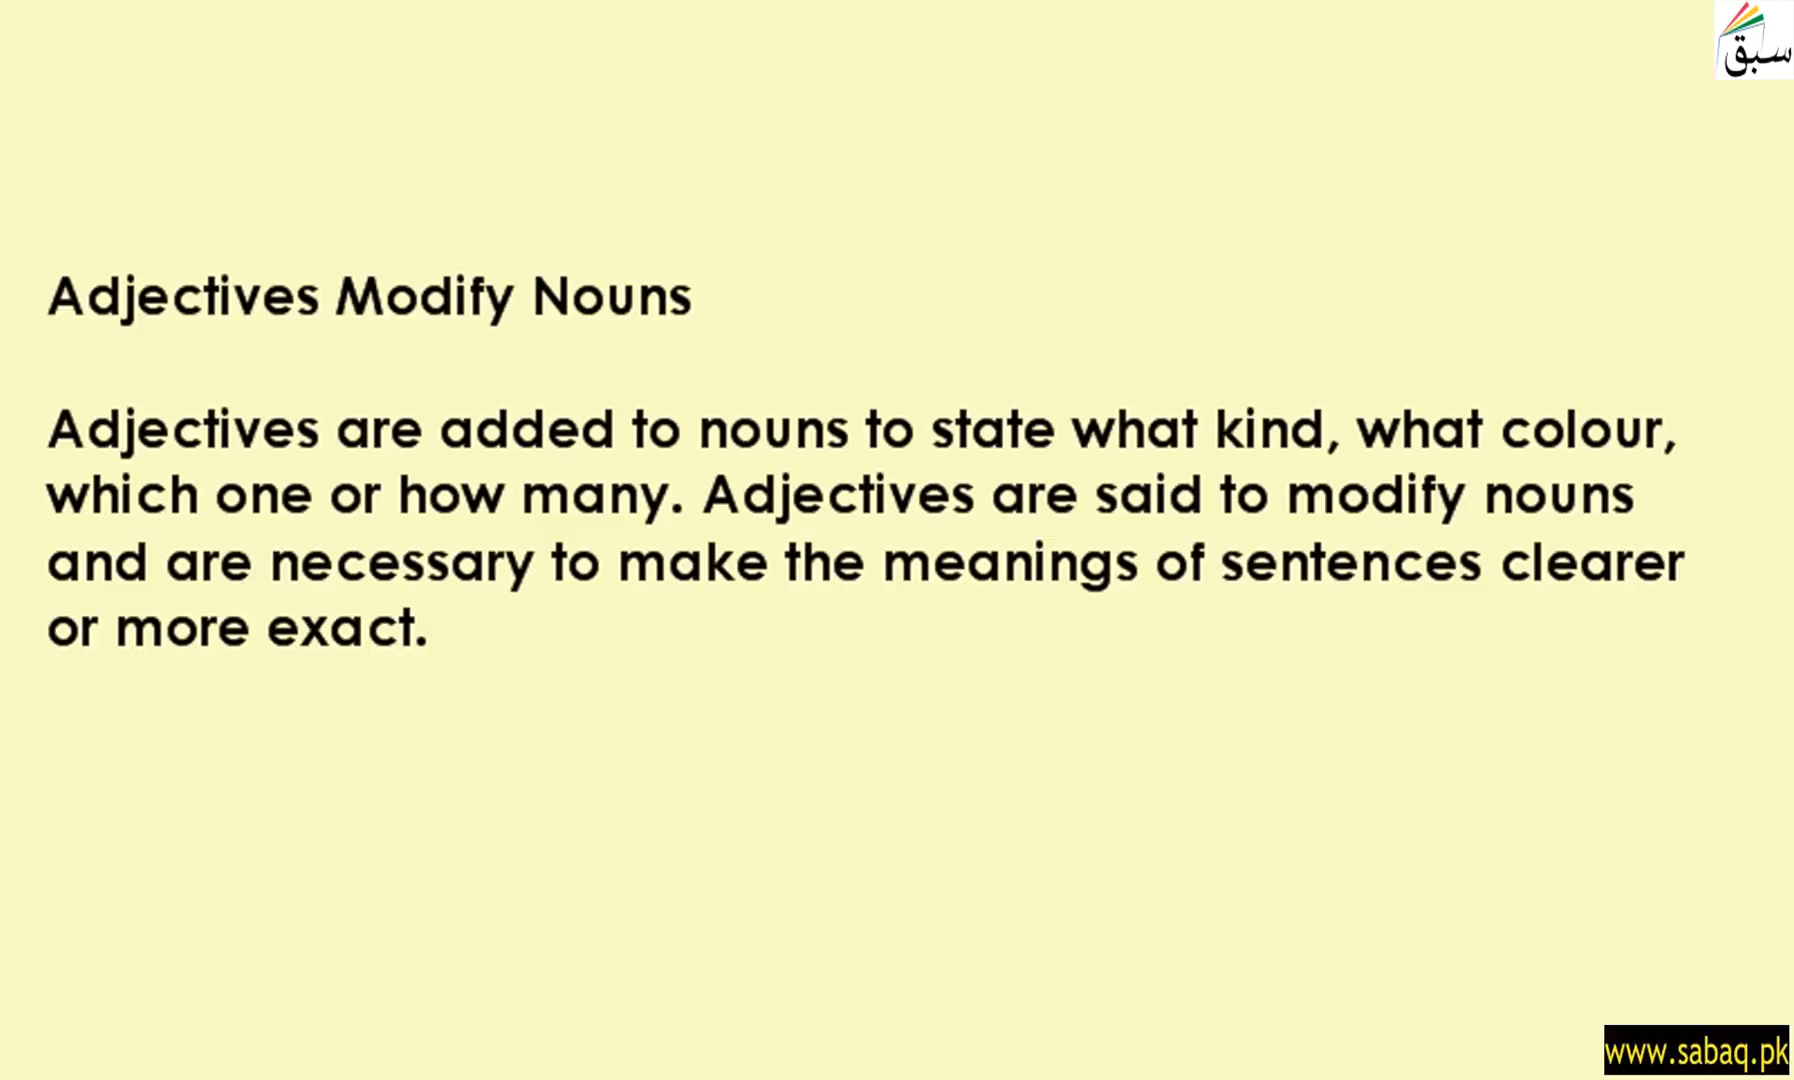 سبق
Adjectives Modify Nouns
Adjectives are added to nouns to state what kind, what colour,
which one or how many. Adjectives are said to modify nouns
and are necessary to make the meanings of sentences clearer
or more exact.
www.sabaq.pk